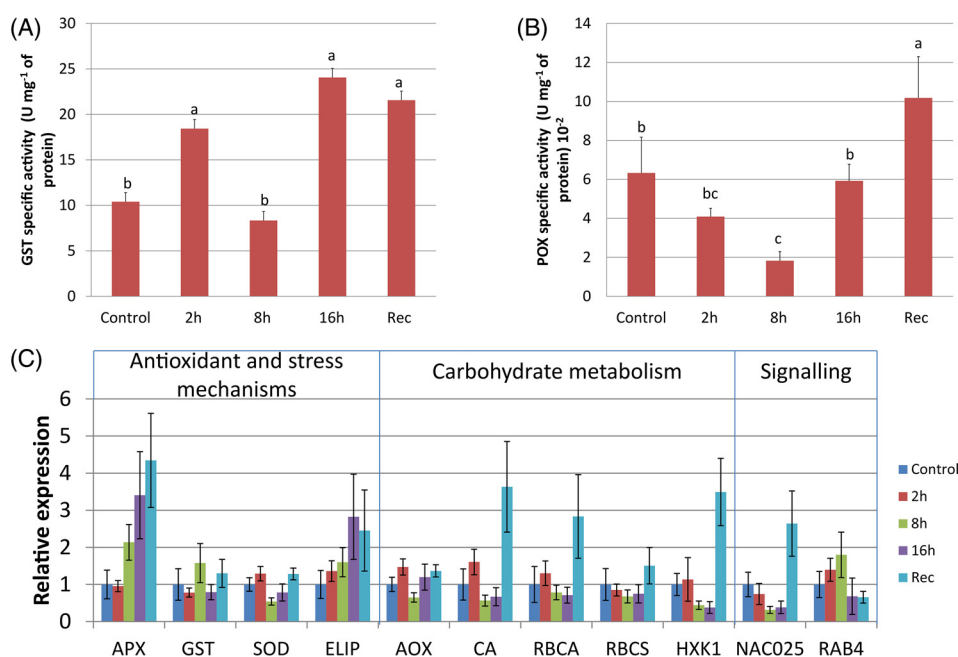 (A)
GST specific activity (U mg⁻¹ of
protein)
30
25
20
15
10
5
0
b
a
b
a
a
Control 2h 8h 16h Rec
(B)
POX specific activity (U mg⁻¹ of
protein) 10⁻²
14
12
10
8
6
4
2
0
b
bc
c
b
a
Control 2h 8h 16h Rec
(C)
Antioxidant and stress
mechanisms
Carbohydrate metabolism
Signalling
Relative expression
6
5
4
3
2
1
0
APX GST SOD ELIP AOX CA RBCA RBCS HXK1 NAC025 RAB4
Control
2h
8h
16h
Rec